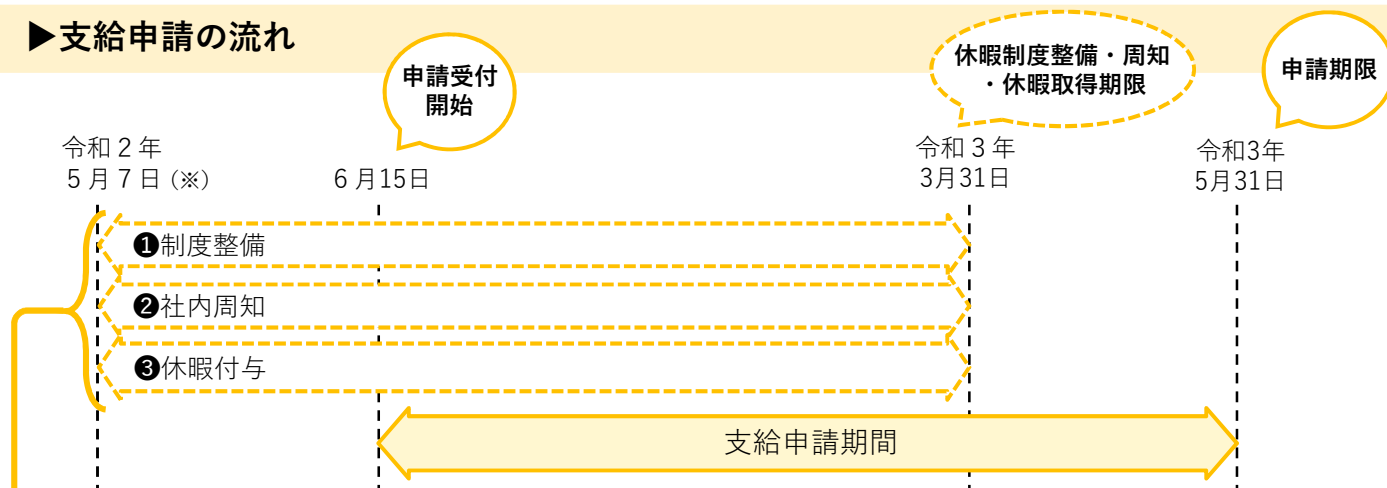 ▶支給申請の流れ
申請受付
開始
休暇制度整備・周知
・休暇取得期限
申請期限
令和２年
５月７日(※)
６月15日
令和３年
3月31日
令和3年
5月31日
❶制度整備
❷社内周知
❸休暇付与
支給申請期間